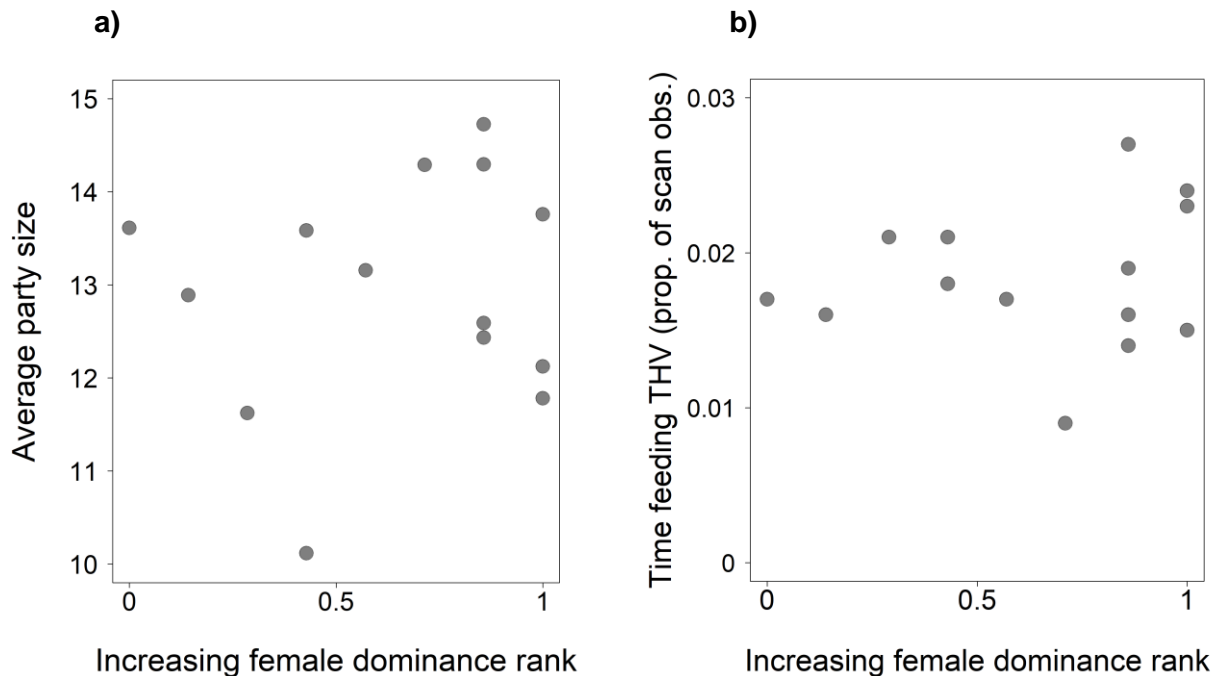 a)
Average party size
15
14
13
12
11
10
0
0.5
1
Increasing female dominance rank
b)
Time feeding THV (prop. of scan obs.)
0.03
0.02
0.01
0
0
0.5
1
Increasing female dominance rank